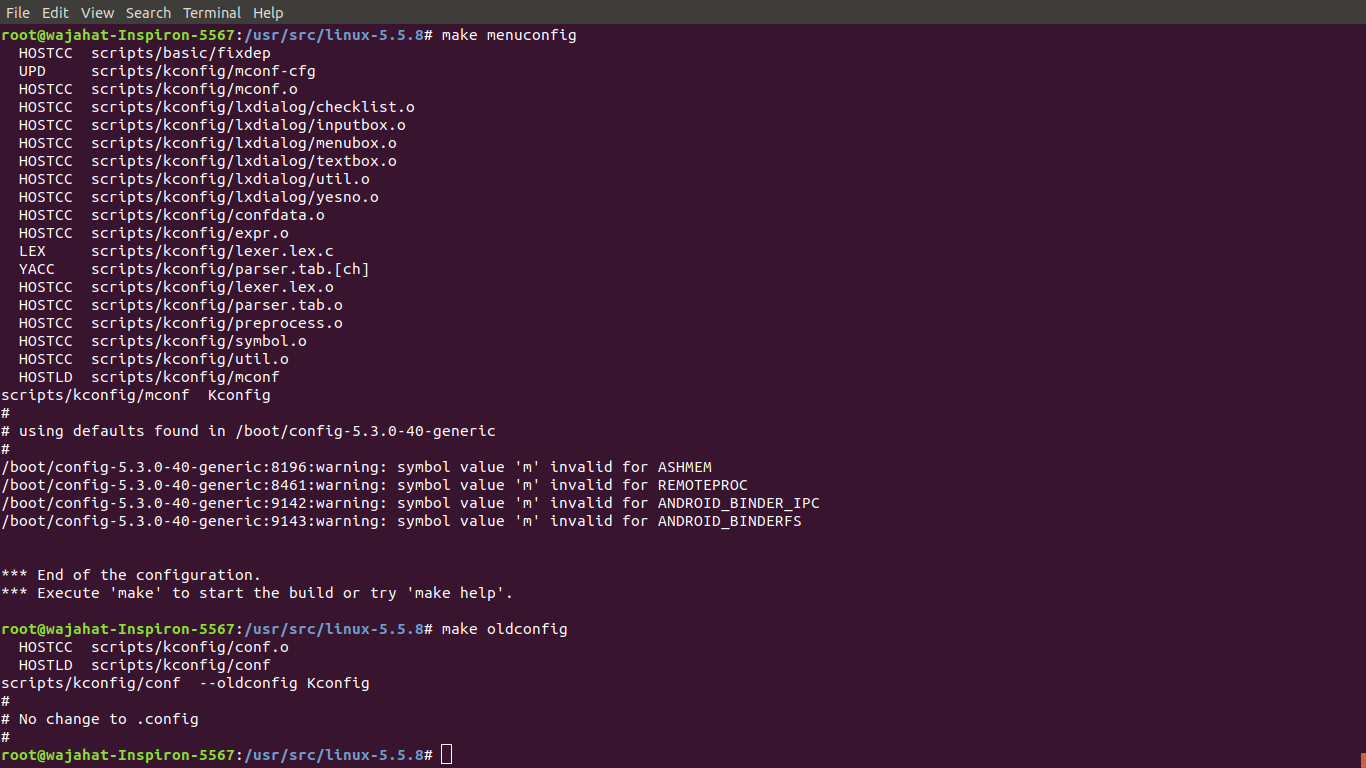 File Edit View Search Terminal Help
root@wajahat-Inspiron-5567:/usr/src/linux-5.5.8# make menuconfig
  HOSTCC  scripts/basic/fixdep
  UPD     scripts/kconfig/mconf-cfg
  HOSTCC  scripts/kconfig/mconf.o
  HOSTCC  scripts/kconfig/lxdialog/checklist.o
  HOSTCC  scripts/kconfig/lxdialog/inputbox.o
  HOSTCC  scripts/kconfig/lxdialog/menubox.o
  HOSTCC  scripts/kconfig/lxdialog/textbox.o
  HOSTCC  scripts/kconfig/lxdialog/util.o
  HOSTCC  scripts/kconfig/lxdialog/yesno.o
  HOSTCC  scripts/kconfig/confdata.o
  HOSTCC  scripts/kconfig/expr.o
  LEX     scripts/kconfig/lexer.lex.c
  YACC    scripts/kconfig/parser.tab.[ch]
  HOSTCC  scripts/kconfig/lexer.lex.o
  HOSTCC  scripts/kconfig/parser.tab.o
  HOSTCC  scripts/kconfig/preprocess.o
  HOSTCC  scripts/kconfig/symbol.o
  HOSTCC  scripts/kconfig/util.o
  HOSTLD  scripts/kconfig/mconf
scripts/kconfig/mconf  Kconfig
#
# using defaults found in /boot/config-5.3.0-40-generic
#
/boot/config-5.3.0-40-generic:8196:warning: symbol value 'm' invalid for ASHMEM
/boot/config-5.3.0-40-generic:8461:warning: symbol value 'm' invalid for REMOTEPROC
/boot/config-5.3.0-40-generic:9142:warning: symbol value 'm' invalid for ANDROID_BINDER_IPC
/boot/config-5.3.0-40-generic:9143:warning: symbol value 'm' invalid for ANDROID_BINDERFS
*** End of the configuration.
*** Execute 'make' to start the build or try 'make help'.
root@wajahat-Inspiron-5567:/usr/src/linux-5.5.8# make oldconfig
  HOSTCC  scripts/kconfig/conf.o
  HOSTLD  scripts/kconfig/conf
scripts/kconfig/conf  --oldconfig Kconfig
#
# No change to .config
#
root@wajahat-Inspiron-5567:/usr/src/linux-5.5.8#